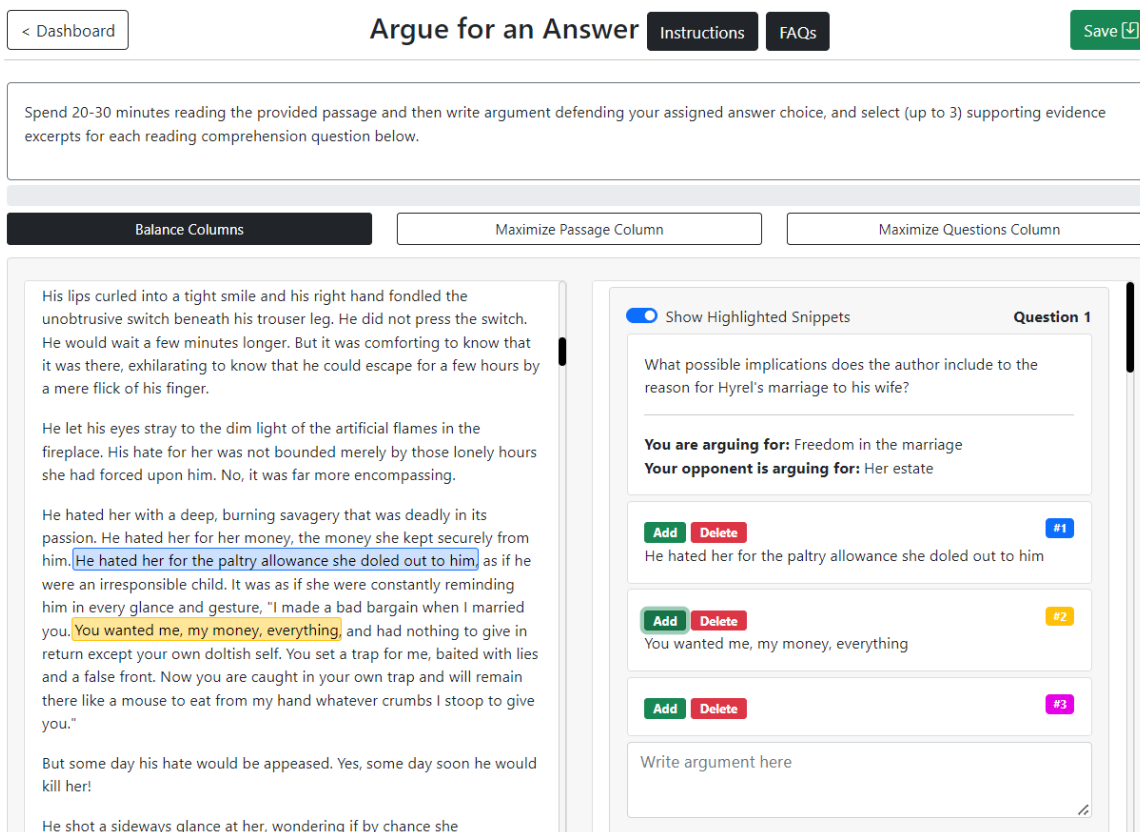 < Dashboard
Argue for an Answer
Instructions
FAQs
Save
Spend 20-30 minutes reading the provided passage and then write argument defending your assigned answer choice, and select (up to 3) supporting evidence
excerpts for each reading comprehension question below.
Balance Columns
Maximize Passage Column
Maximize Questions Column
His lips curled into a tight smile and his right hand fondled the
unobtrusive switch beneath his trouser leg. He did not press the switch.
He would wait a few minutes longer. But it was comforting to know that
it was there, exhilarating to know that he could escape for a few hours by
a mere flick of his finger.
He let his eyes stray to the dim light of the artificial flames in the
fireplace. His hate for her was not bounded merely by those lonely hours
she had forced upon him. No, it was far more encompassing.
He hated her with a deep, burning savagery that was deadly in its
passion. He hated her for her money, the money she kept securely from
him. He hated her for the paltry allowance she doled out to him, as if he
were an irresponsible child. It was as if she were constantly reminding
him in every glance and gesture, "I made a bad bargain when I married
you. You wanted me, my money, everything, and had nothing to give in
return except your own doltish self. You set a trap for me, baited with lies
and a false front. Now you are caught in your own trap and will remain
there like a mouse to eat from my hand whatever crumbs I stoop to give
you."
But some day his hate would be appeased. Yes, some day soon he would
kill her!
He shot a sideways glance at her, wondering if by chance she
Show Highlighted Snippets
Question 1
What possible implications does the author include to the
reason for Hyrel's marriage to his wife?
You are arguing for: Freedom in the marriage
Your opponent is arguing for: Her estate
Add Delete
#1
He hated her for the paltry allowance she doled out to him
Add Delete
#2
You wanted me, my money, everything
Add Delete
#3
Write argument here